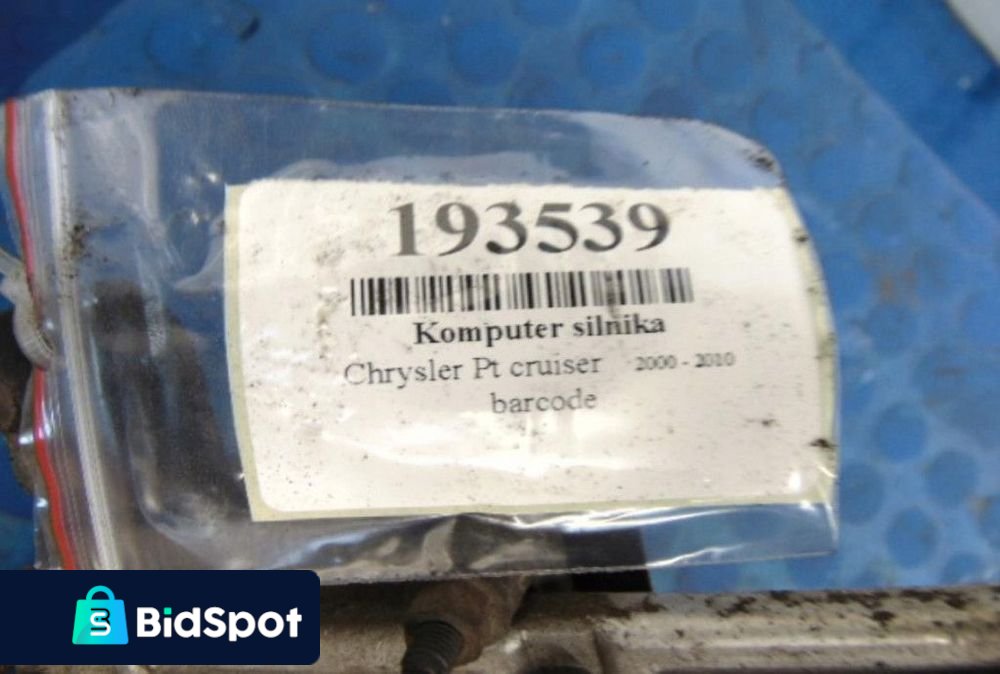 193539
Komputer silnika
Chrysler Pt cruiser 2000 - 2010
barcode
BidSpot